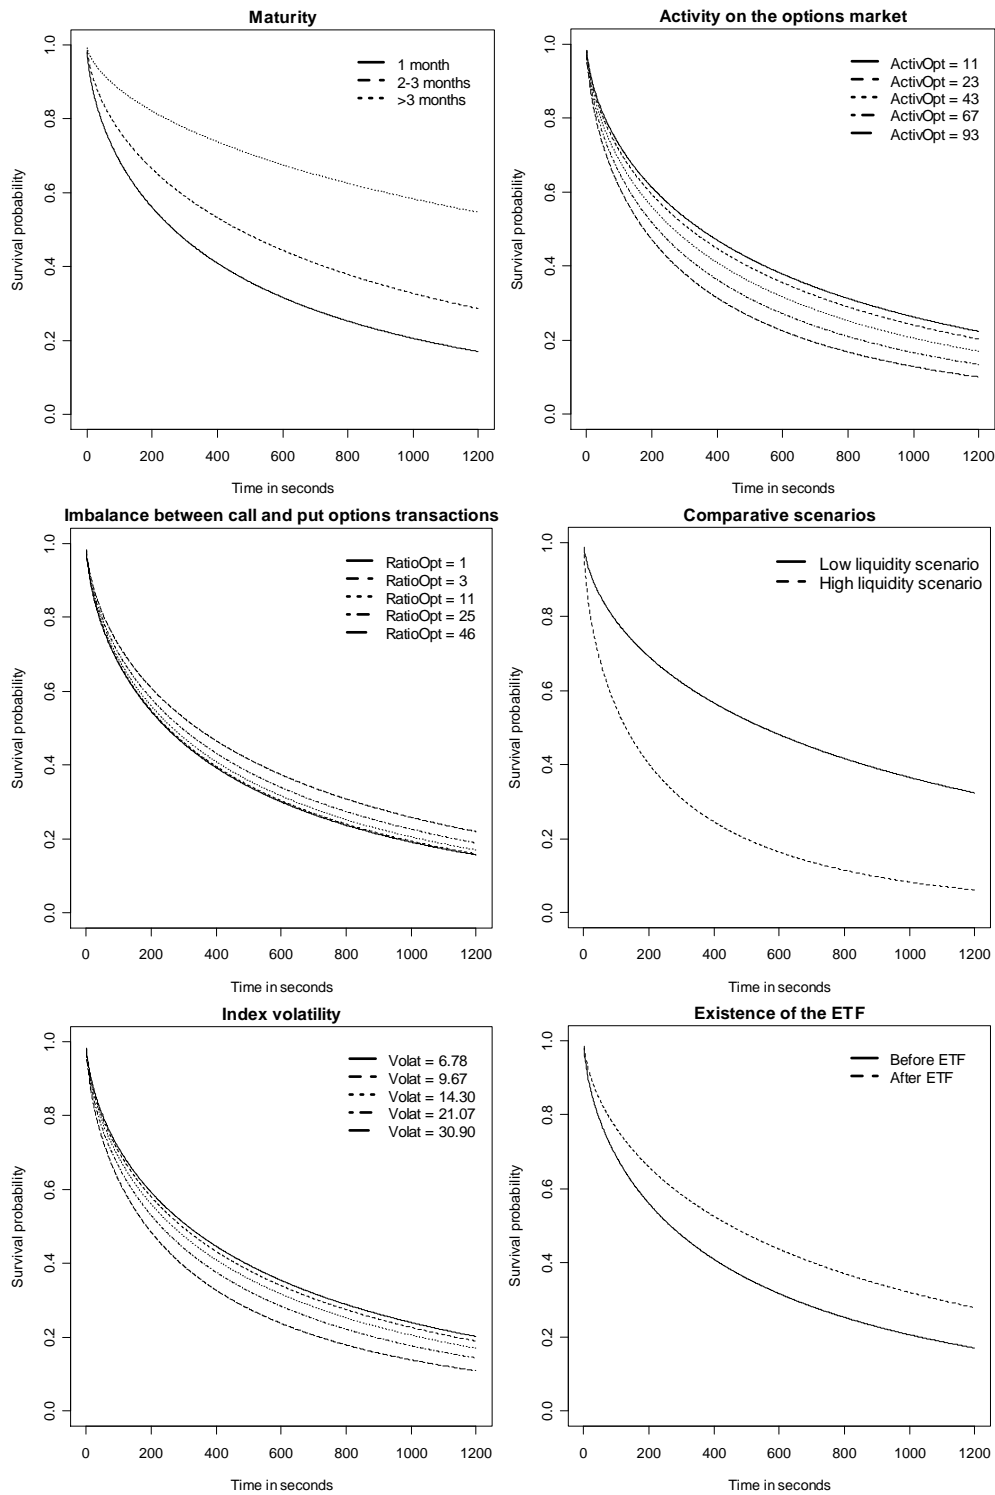 Maturity
Survival probability
0.0 0.2 0.4 0.6 0.8 1.0
1 month
2-3 months
>3 months
0 200 400 600 800 1000 1200
Time in seconds
Activity on the options market
Survival probability
0.0 0.2 0.4 0.6 0.8 1.0
ActivOpt = 11
ActivOpt = 23
ActivOpt = 43
ActivOpt = 67
ActivOpt = 93
0 200 400 600 800 1000 1200
Time in seconds
Imbalance between call and put options transactions
Survival probability
0.0 0.2 0.4 0.6 0.8 1.0
RatioOpt = 1
RatioOpt = 3
RatioOpt = 11
RatioOpt = 25
RatioOpt = 46
0 200 400 600 800 1000 1200
Time in seconds
Comparative scenarios
Survival probability
0.0 0.2 0.4 0.6 0.8 1.0
Low liquidity scenario
High liquidity scenario
0 200 400 600 800 1000 1200
Time in seconds
Index volatility
Survival probability
0.0 0.2 0.4 0.6 0.8 1.0
Volat = 6.78
Volat = 9.67
Volat = 14.30
Volat = 21.07
Volat = 30.90
0 200 400 600 800 1000 1200
Time in seconds
Existence of the ETF
Survival probability
0.0 0.2 0.4 0.6 0.8 1.0
Before ETF
After ETF
0 200 400 600 800 1000 1200
Time in seconds